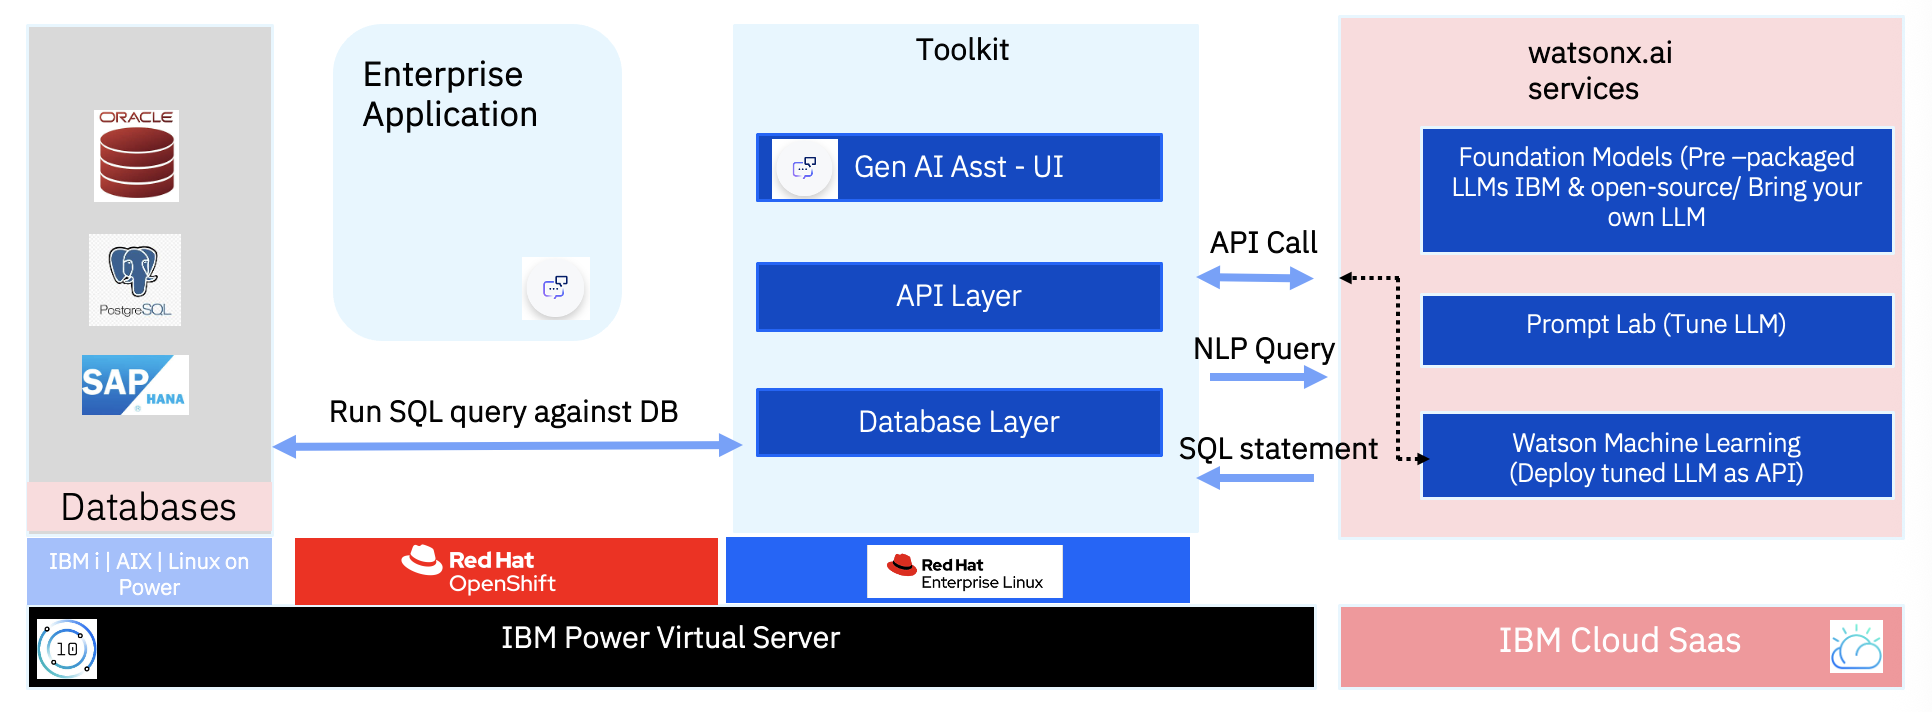 ORACLE
PostgreSQL
SAP
HANA
®
Databases
IBM i | AIX | Linux on
Power
Enterprise
Application
Run SQL query against DB
Red Hat
OpenShift
Toolkit
Gen AI Asst - UI
API Layer
Database Layer
Red Hat
Enterprise Linux
API Call
NLP Query
SQL statement
watsonx.ai
services
Foundation Models (Pre –packaged
LLMs IBM & open-source/ Bring your
own LLM
Prompt Lab (Tune LLM)
Watson Machine Learning
(Deploy tuned LLM as API)
10
IBM Power Virtual Server
IBM Cloud Saas